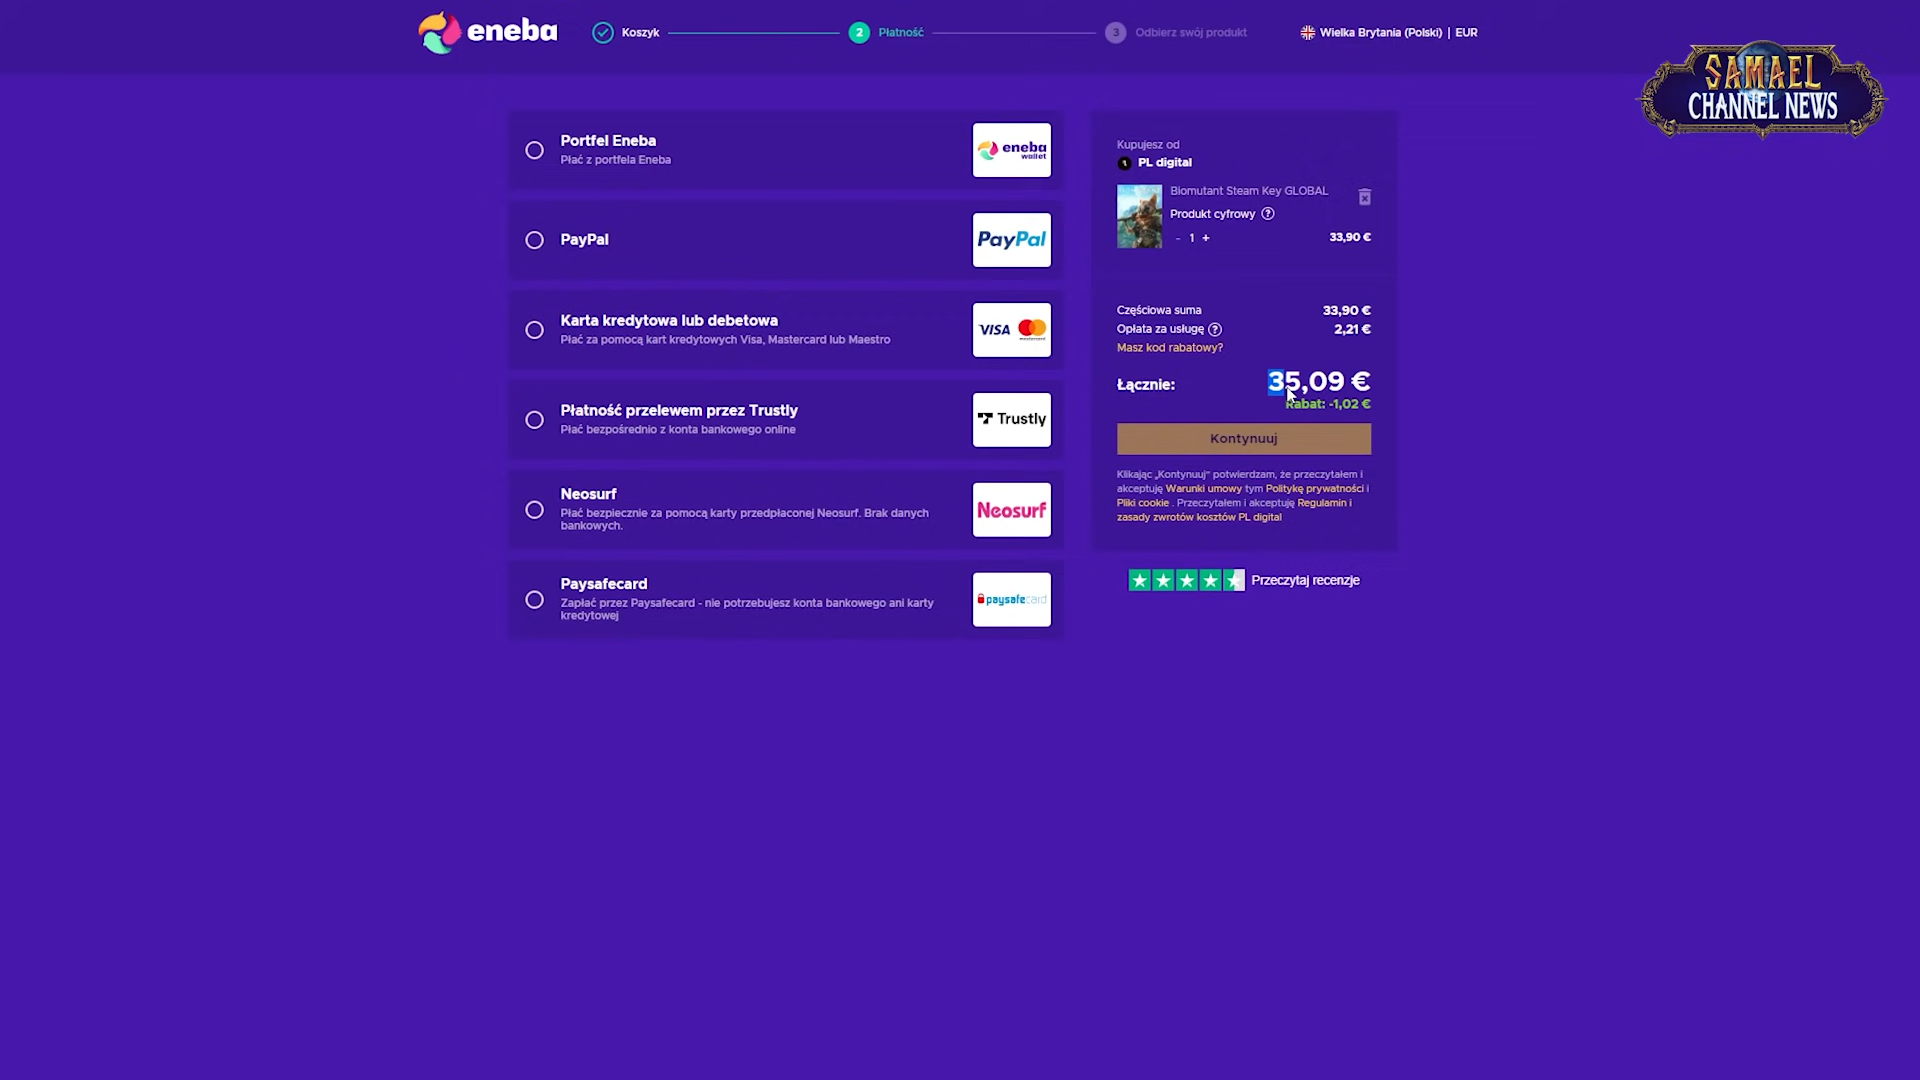 eneba
Koszyk
2 Płatność
3 Odbierz swój produkt
Wielka Brytania (Polski) | EUR
SAMAEL
CHANNEL NEWS
Portfel Eneba
Płać z portfela Eneba
eneba
wallet
PayPal
PayPal
Karta kredytowa lub debetowa
Płać za pomocą kart kredytowych Visa, Mastercard lub Maestro
VISA mastercard
Płatność przelewem przez Trustly
Płać bezpośrednio z konta bankowego online
Trustly
Neosurf
Płać bezpiecznie za pomocą karty przedpłaconej Neosurf. Brak danych
bankowych.
Neosurf
Paysafecard
Zapłać przez Paysafecard - nie potrzebujesz konta bankowego ani karty
kredytowej
paysafecard
Kupujesz od
PL digital
Biomutant Steam Key GLOBAL
Produkt cyfrowy ?
- 1 +
33,90 €
Częściowa suma 33,90 €
Opłata za usługę ? 2,21 €
Masz kod rabatowy?
Łącznie: 35,09 €
Rabat: -1,02 €
Kontynuuj
Klikając „Kontynuuj" potwierdzam, że przeczytałem i
akceptuję Warunki umowy tym Politykę prywatności i
Pliki cookie . Przeczytałem i akceptuję Regulamin i
zasady zwrotów kosztów PL digital
Przeczytaj recenzje